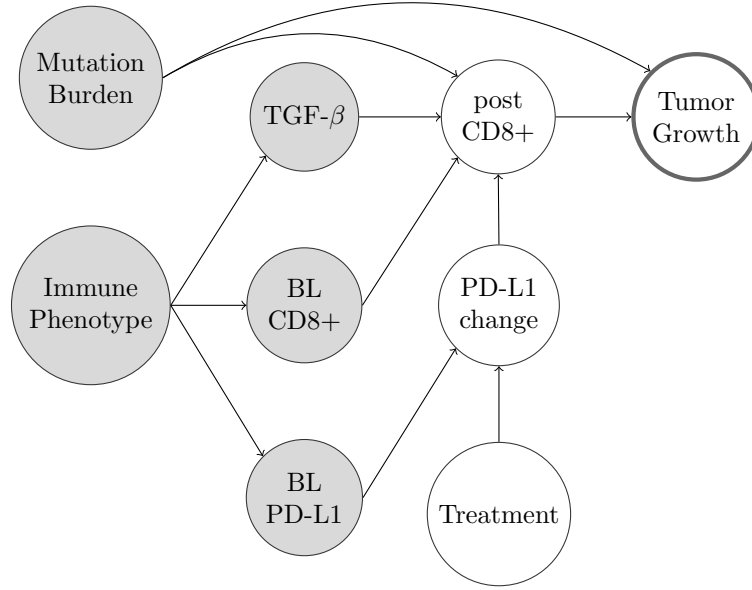 Mutation
Burden
TGF-β
post
CD8+
Tumor
Growth
Immune
Phenotype
BL
CD8+
PD-L1
change
BL
PD-L1
Treatment